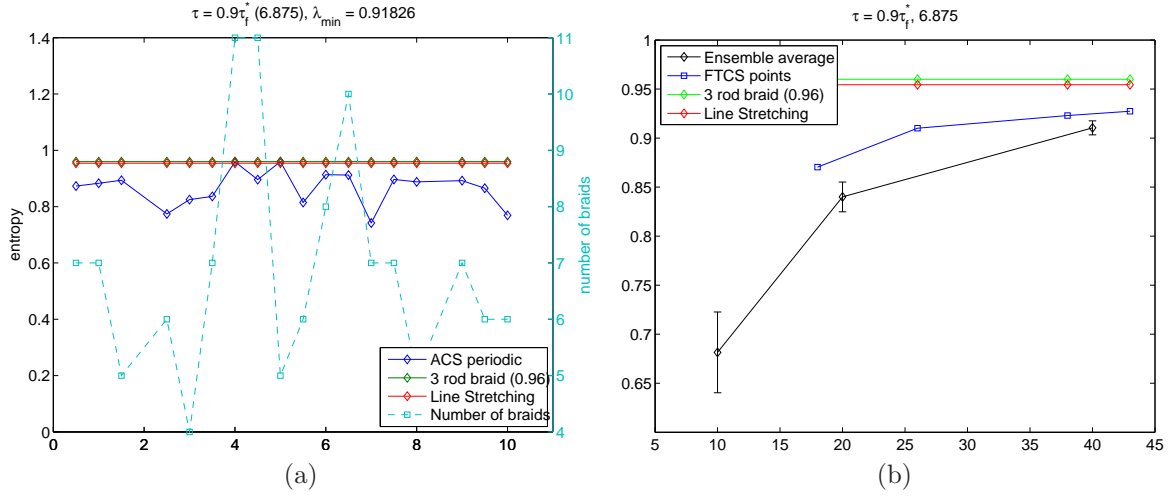 τ = 0.9τ*f (6.875), λmin = 0.91826
1.4
1.2
1
0.8
0.6
0.4
0.2
0
entropy
11
10
9
8
7
6
5
4
number of braids
ACS periodic
3 rod braid (0.96)
Line Stretching
Number of braids
0 2 4 6 8 10
(a)
τ = 0.9τ*f, 6.875
1
0.95
0.9
0.85
0.8
0.75
0.7
0.65
Ensemble average
FTCS points
3 rod braid (0.96)
Line Stretching
5 10 15 20 25 30 35 40 45
(b)